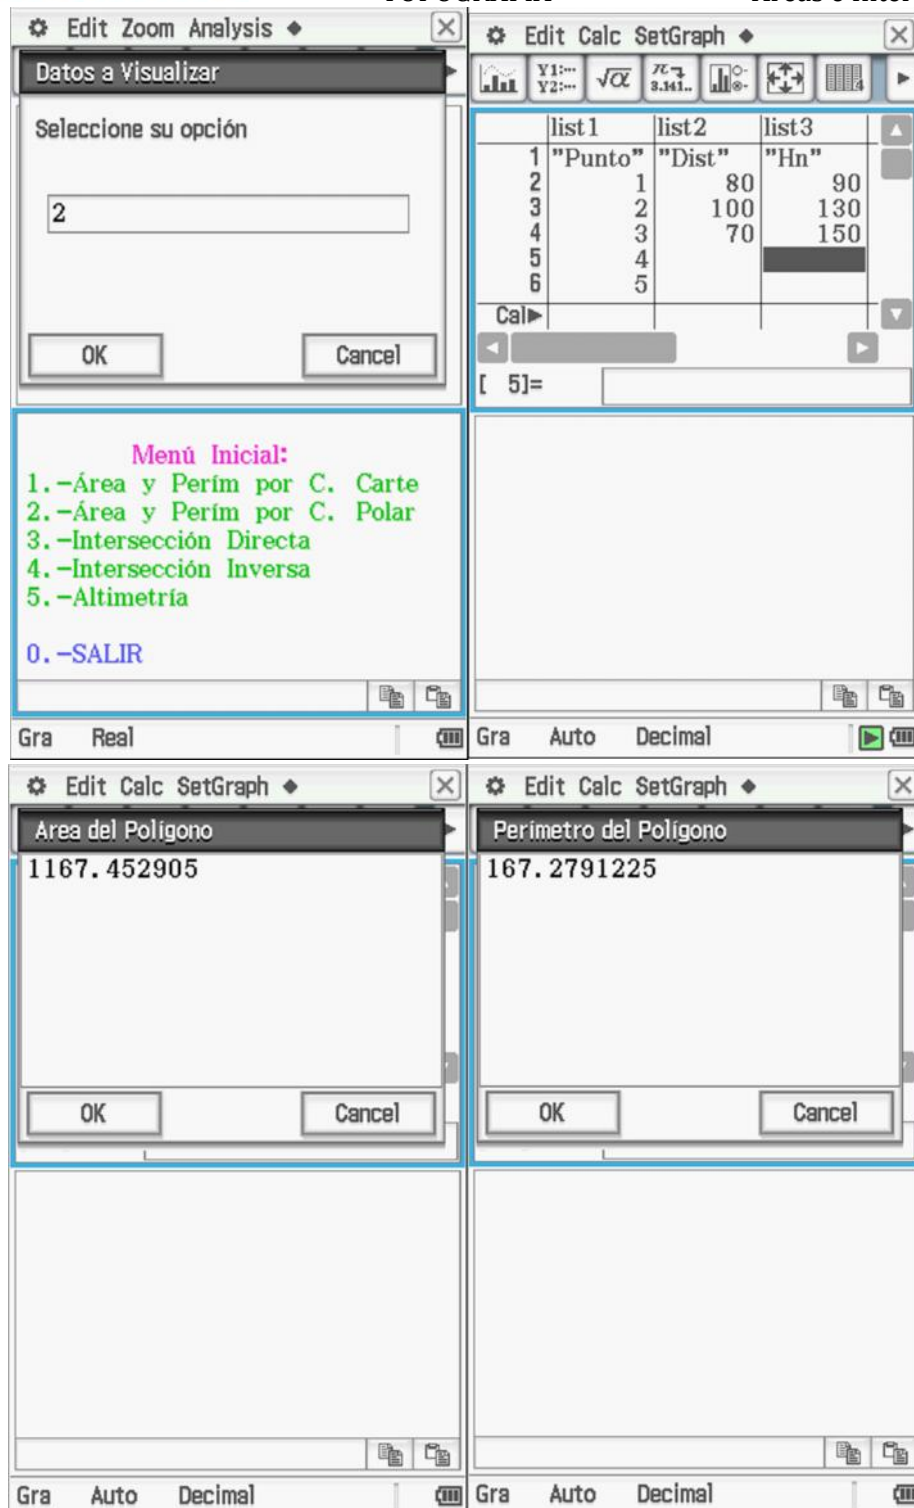 Edit Zoom Analysis
Datos a Visualizar
Seleccione su opción
2
OK Cancel
Menú Inicial:
1.-Área y Perím por C. Carte
2.-Área y Perím por C. Polar
3.-Intersección Directa
4.-Intersección Inversa
5.-Altimetría
0.-SALIR
Gra Real
Edit Calc SetGraph
Y1:... Y2:... √α π 3.141..
list1 list2 list3
1 "Punto" "Dist" "Hn"
2 1 80 90
3 2 100 130
4 3 70 150
5 4
6 5
Cal▶
[ 5]=
Gra Auto Decimal
Edit Calc SetGraph
Area del Polígono
1167.452905
OK Cancel
Gra Auto Decimal
Edit Calc SetGraph
Perímetro del Polígono
167.2791225
OK Cancel
Gra Auto Decimal